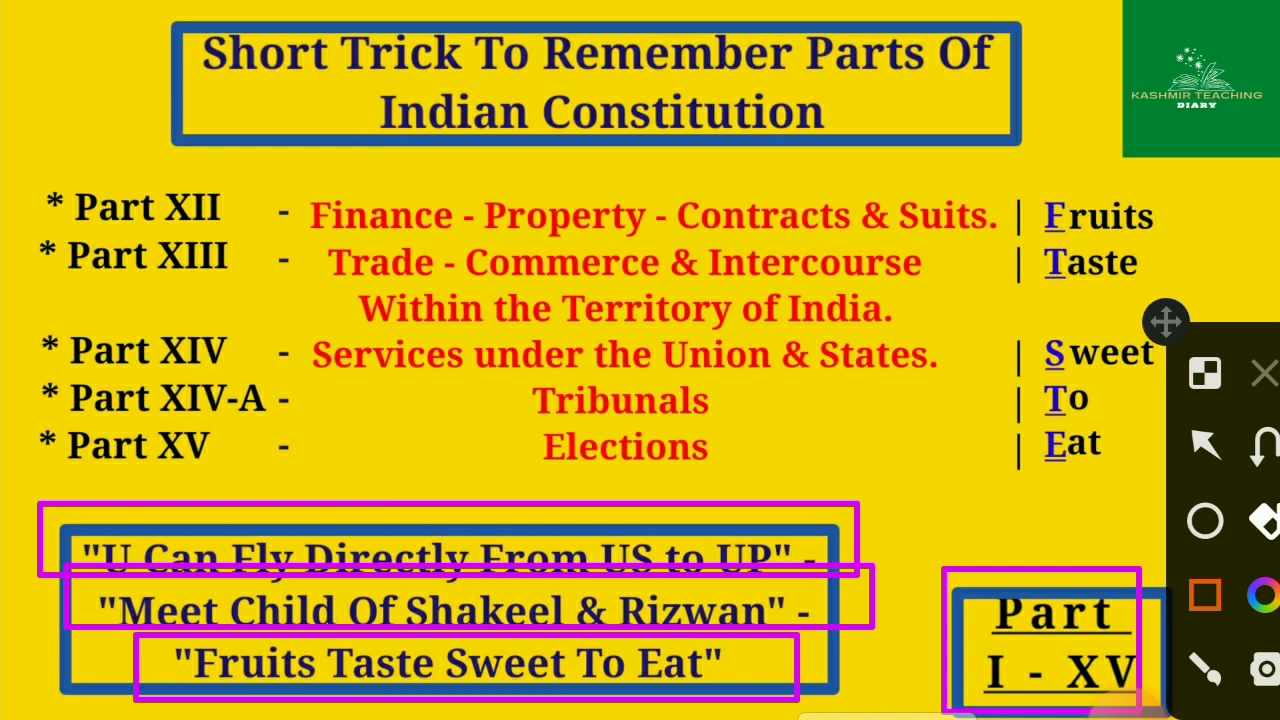 Short Trick To Remember Parts Of
Indian Constitution
KASHMIR TEACHING
DIARY
* Part XII - Finance - Property - Contracts & Suits. | Fruits
* Part XIII - Trade - Commerce & Intercourse | Taste
Within the Territory of India.
* Part XIV - Services under the Union & States. | Sweet
* Part XIV-A - Tribunals | To
* Part XV - Elections | Eat
"U Can Fly Directly From US to UP" -
"Meet Child Of Shakeel & Rizwan" -
"Fruits Taste Sweet To Eat"
Part
I - XV